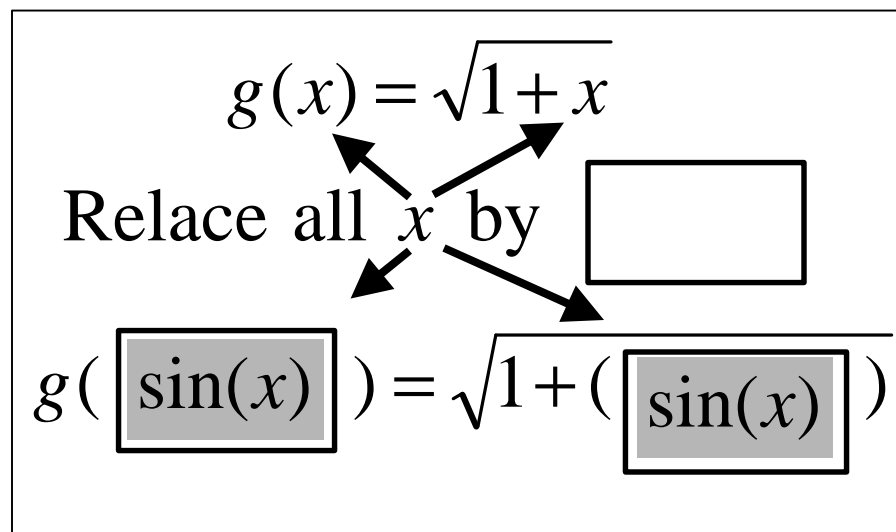 g(x) = √1 + x
Relace all x by
g( sin(x) ) = √1 + ( sin(x) )